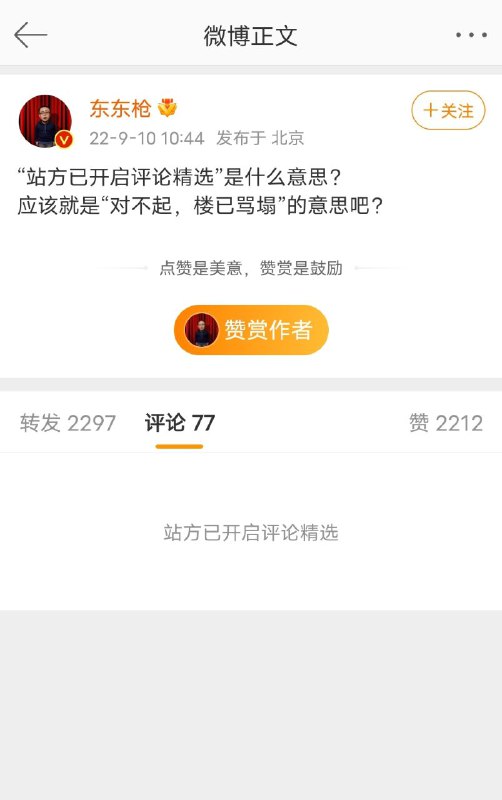 微博正文
东东枪
22-9-10 10:44 发布于 北京
+关注
“站方已开启评论精选”是什么意思？
应该就是“对不起，楼已骂塌”的意思吧？
点赞是美意，赞赏是鼓励
赞赏作者
转发 2297 评论 77 赞 2212
站方已开启评论精选